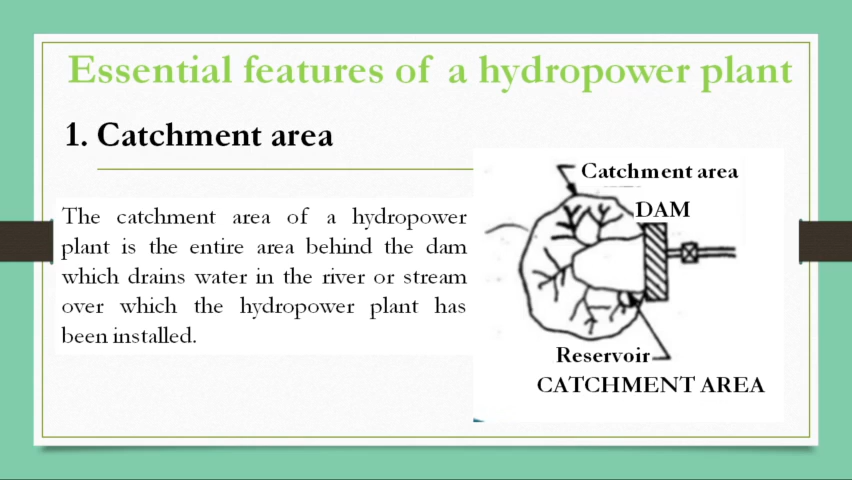 Essential features of a hydropower plant
1. Catchment area
The catchment area of a hydropower
plant is the entire area behind the dam
which drains water in the river or stream
over which the hydropower plant has
been installed.
Catchment area
DAM
Reservoir
CATCHMENT AREA